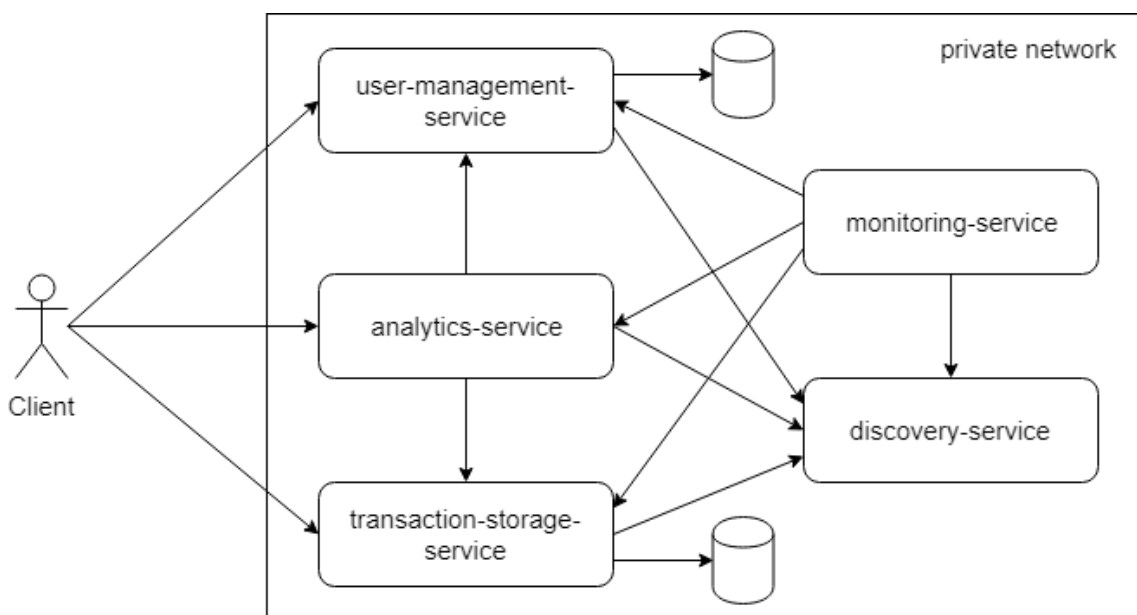 private network
user-management-
service
monitoring-service
analytics-service
Client
discovery-service
transaction-storage-
service